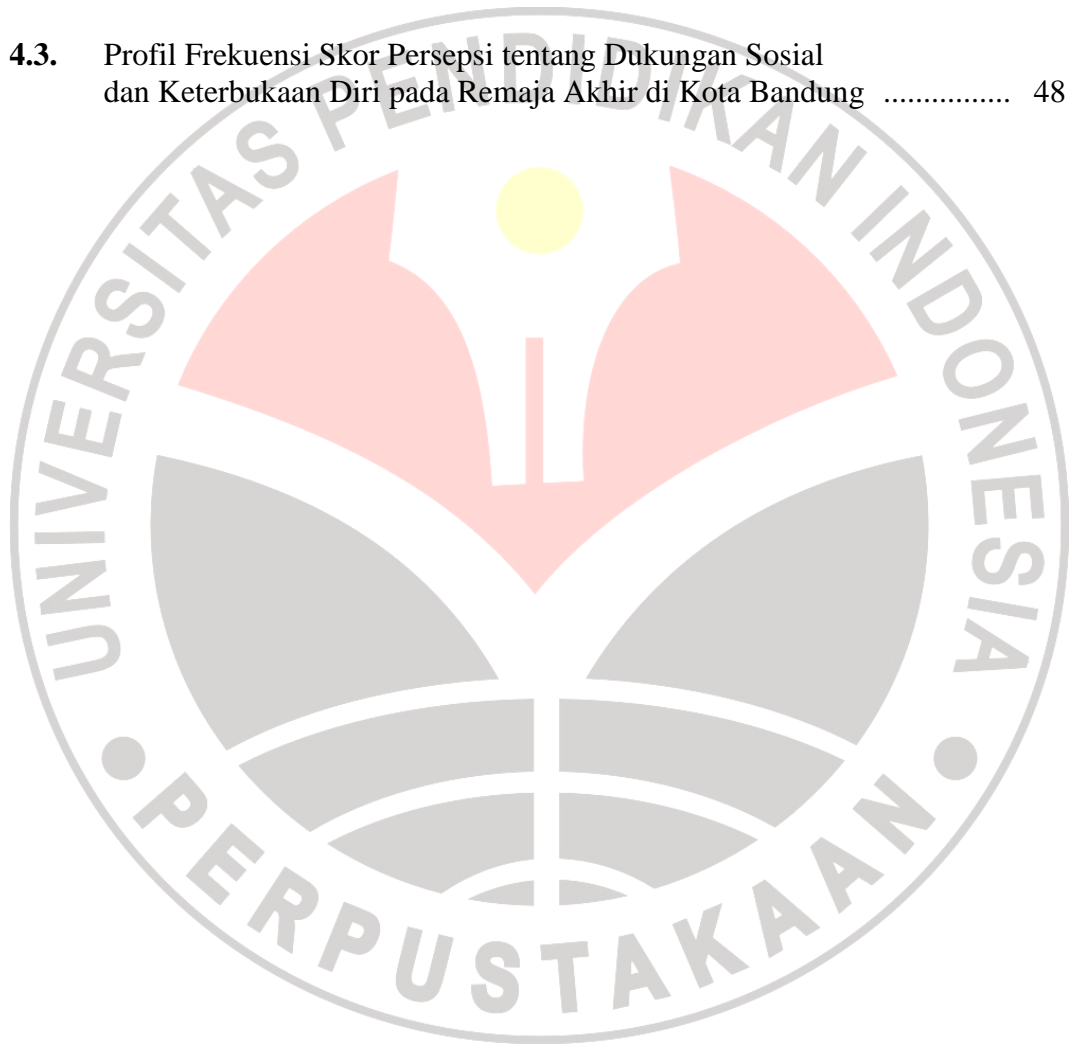 4.3. Profil Frekuensi Skor Persepsi tentang Dukungan Sosial
dan Keterbukaan Diri pada Remaja Akhir di Kota Bandung ................ 48
UNIVERSITAS PENDIDIKAN INDONESIA
PERPUSTAKAAN